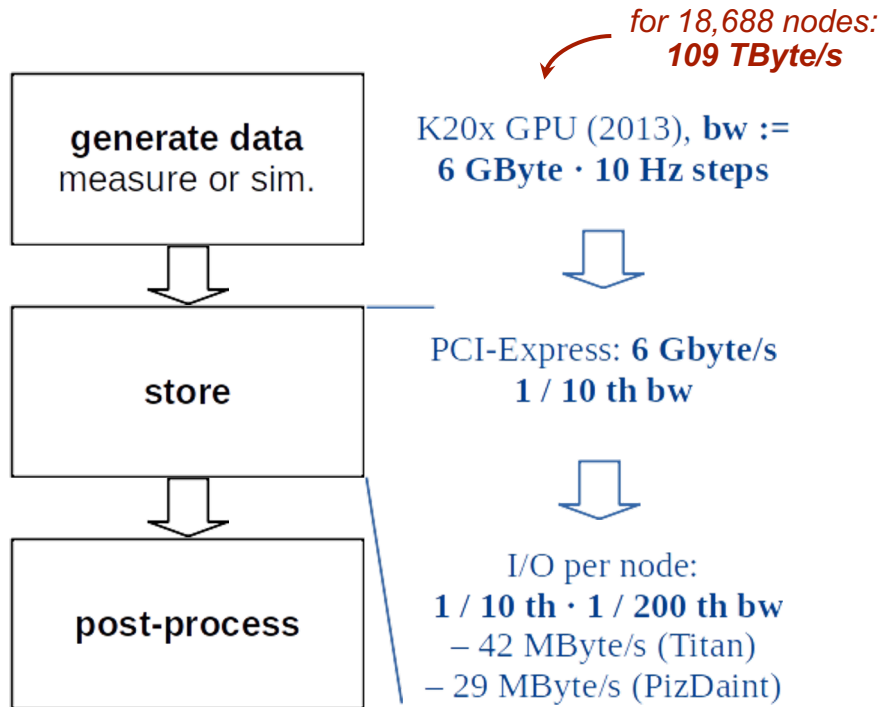 for 18,688 nodes:
109 TByte/s
generate data
measure or sim.
K20x GPU (2013), bw :=
6 GByte · 10 Hz steps
store
PCI-Express: 6 Gbyte/s
1 / 10 th bw
post-process
I/O per node:
1 / 10 th · 1 / 200 th bw
– 42 MByte/s (Titan)
– 29 MByte/s (PizDaint)